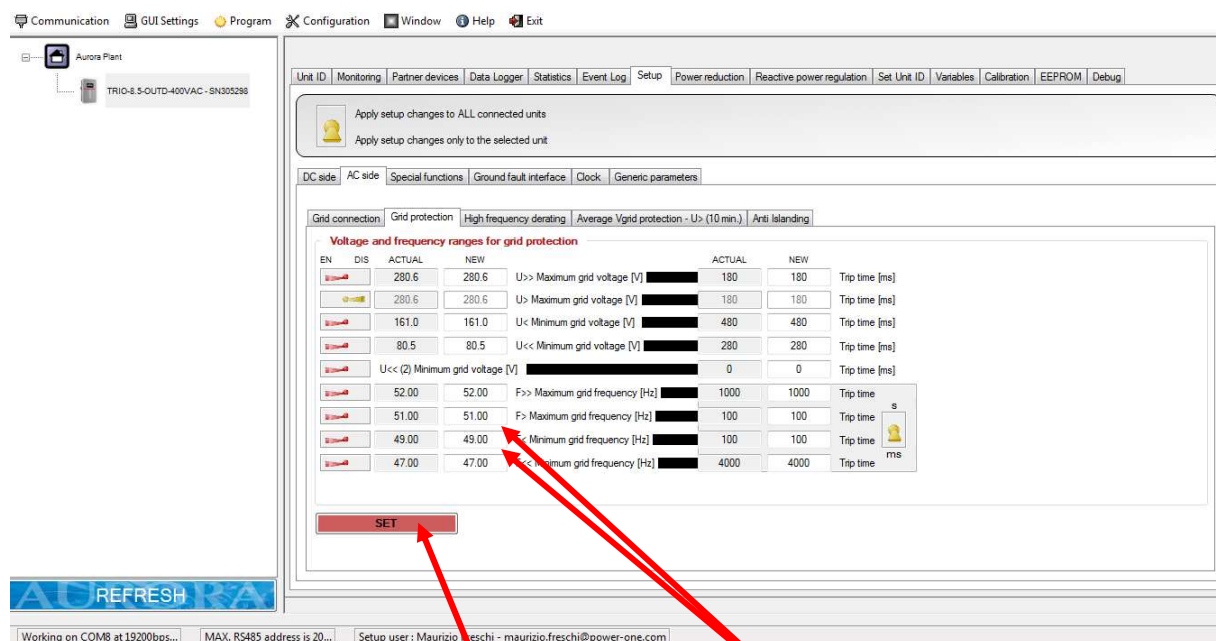 Communication GUI Settings Program Configuration Window Help Exit
Aurora Plant
TRIO-8.5-OUTD-400VAC - SN305298
Unit ID Monitoring Partner devices Data Logger Statistics Event Log Setup Power reduction Reactive power regulation Set Unit ID Variables Calibration EEPROM Debug
Apply setup changes to ALL connected units
Apply setup changes only to the selected unit
DC side AC side Special functions Ground fault interface Clock Generic parameters
Grid connection Grid protection High frequency derating Average Vgrid protection - U> (10 min.) Anti Islanding
Voltage and frequency ranges for grid protection
EN DIS ACTUAL NEW ACTUAL NEW
280.6 280.6 U>> Maximum grid voltage [V] 180 180 Trip time [ms]
280.6 280.6 U> Maximum grid voltage [V] 180 180 Trip time [ms]
161.0 161.0 U< Minimum grid voltage [V] 480 480 Trip time [ms]
80.5 80.5 U<< Minimum grid voltage [V] 280 280 Trip time [ms]
U<< (2) Minimum grid voltage [V] 0 0 Trip time [ms]
52.00 52.00 F>> Maximum grid frequency [Hz] 1000 1000 Trip time
s
51.00 51.00 F> Maximum grid frequency [Hz] 100 100 Trip time
49.00 49.00 F< Minimum grid frequency [Hz] 100 100 Trip time
ms
47.00 47.00 F<< Minimum grid frequency [Hz] 4000 4000 Trip time
SET
AURORA
REFRESH
Working on COM8 at 19200bps... MAX. RS485 address is 20... Setup user : Maurizio Freschi - maurizio.freschi@power-one.com